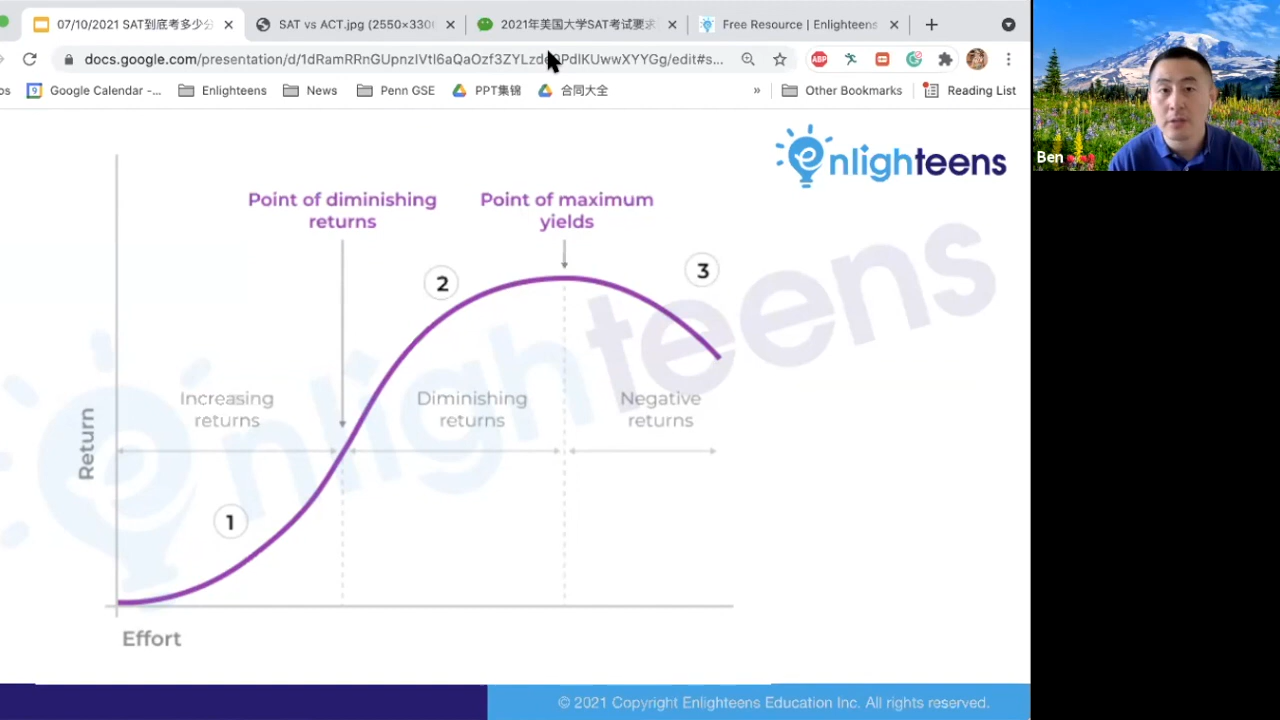 07/10/2021 SAT到底考多少分
SAT vs ACT.jpg (2550×330
2021年美国大学SAT考试要求
Free Resource | Enlighteens
docs.google.com/presentation/d/
/edit#s...
ABP
os
9 Google Calendar -...
Enlighteens
News
Penn GSE
PPT集锦
合同大全
»
Other Bookmarks
Reading List
Ben
enlighteens
Point of diminishing
returns
Point of maximum
yields
1
2
3
Increasing
returns
Diminishing
returns
Negative
returns
Return
Effort
enlighteens
© 2021 Copyright Enlighteens Education Inc. All rights reserved.